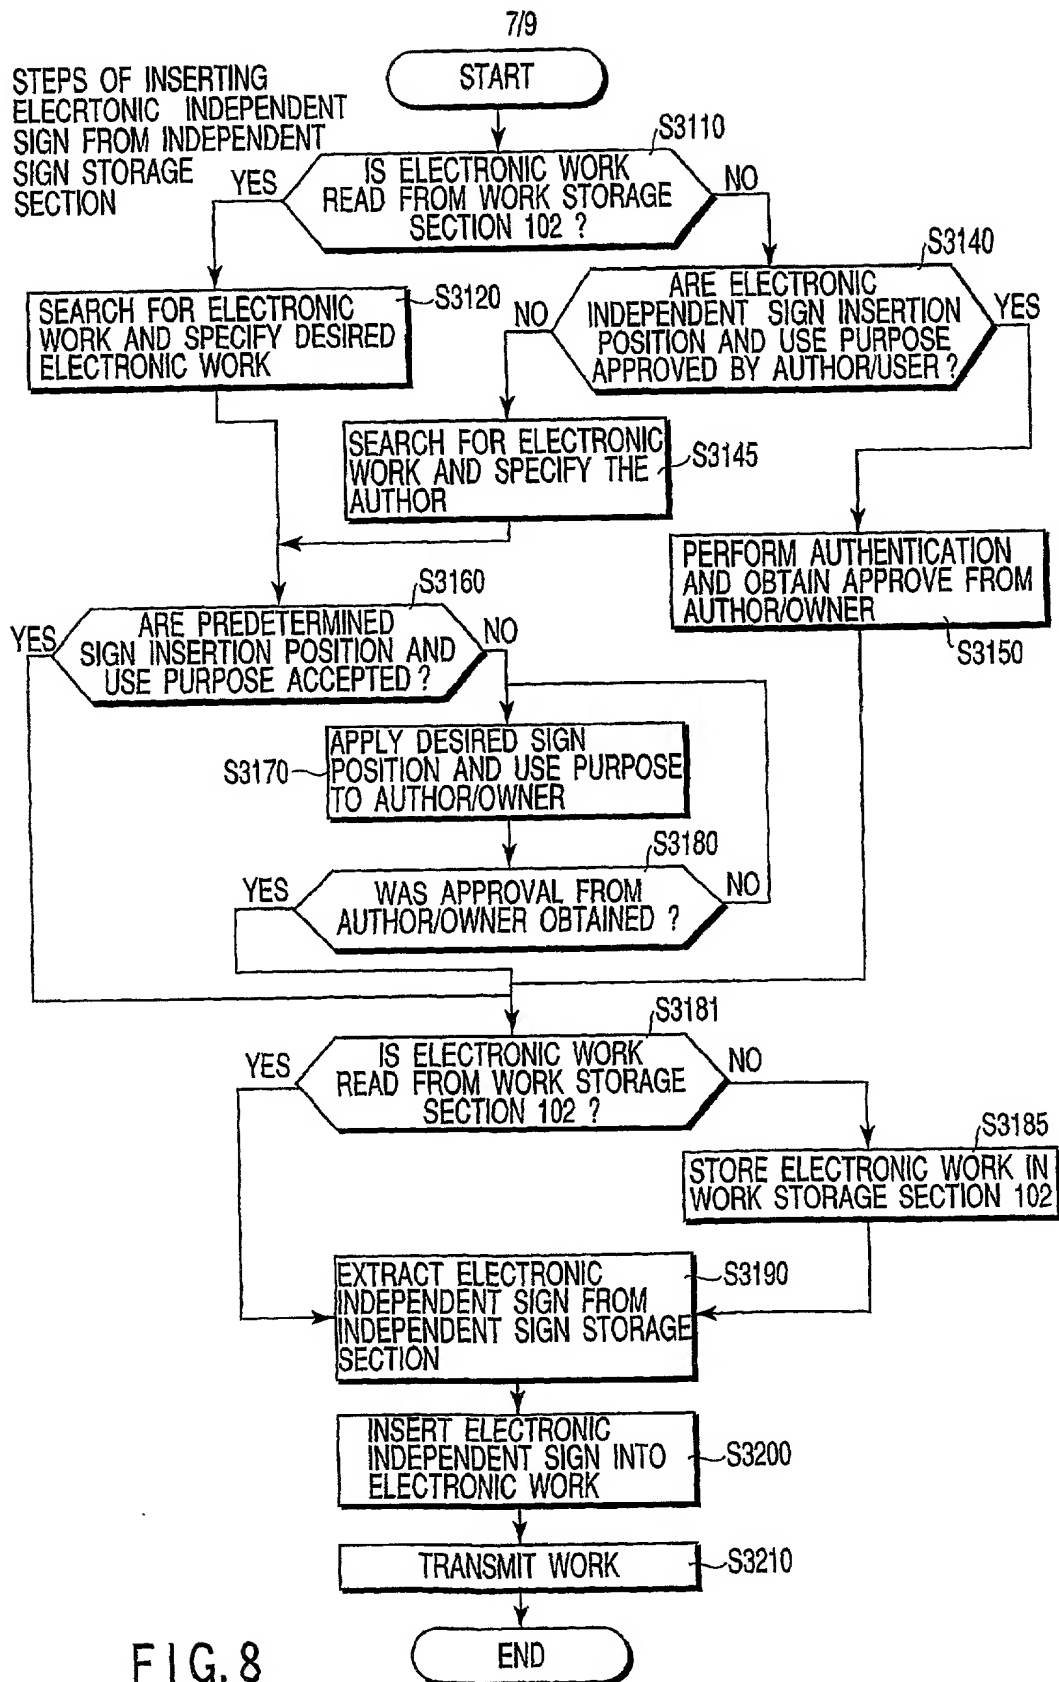 7/9
START
STEPS OF INSERTING
ELECRTONIC INDEPENDENT
SIGN FROM INDEPENDENT
SIGN STORAGE
SECTION
S3110
IS ELECTRONIC WORK
READ FROM WORK STORAGE
SECTION 102 ?
YES
NO
S3120
SEARCH FOR ELECTRONIC
WORK AND SPECIFY DESIRED
ELECTRONIC WORK
S3140
ARE ELECTRONIC
INDEPENDENT SIGN INSERTION
POSITION AND USE PURPOSE
APPROVED BY AUTHOR/USER ?
NO
YES
SEARCH FOR ELECTRONIC
WORK AND SPECIFY THE
AUTHOR
S3145
PERFORM AUTHENTICATION
AND OBTAIN APPROVE FROM
AUTHOR/OWNER
S3150
S3160
ARE PREDETERMINED
SIGN INSERTION POSITION AND
USE PURPOSE ACCEPTED ?
YES
NO
S3170
APPLY DESIRED SIGN
POSITION AND USE PURPOSE
TO AUTHOR/OWNER
S3180
WAS APPROVAL FROM
AUTHOR/OWNER OBTAINED ?
YES
NO
S3181
IS ELECTRONIC WORK
READ FROM WORK STORAGE
SECTION 102 ?
YES
NO
S3185
STORE ELECTRONIC WORK IN
WORK STORAGE SECTION 102
EXTRACT ELECTRONIC
INDEPENDENT SIGN FROM
INDEPENDENT SIGN STORAGE
SECTION
S3190
INSERT ELECTRONIC
INDEPENDENT SIGN INTO
ELECTRONIC WORK
S3200
TRANSMIT WORK
S3210
END
FIG. 8